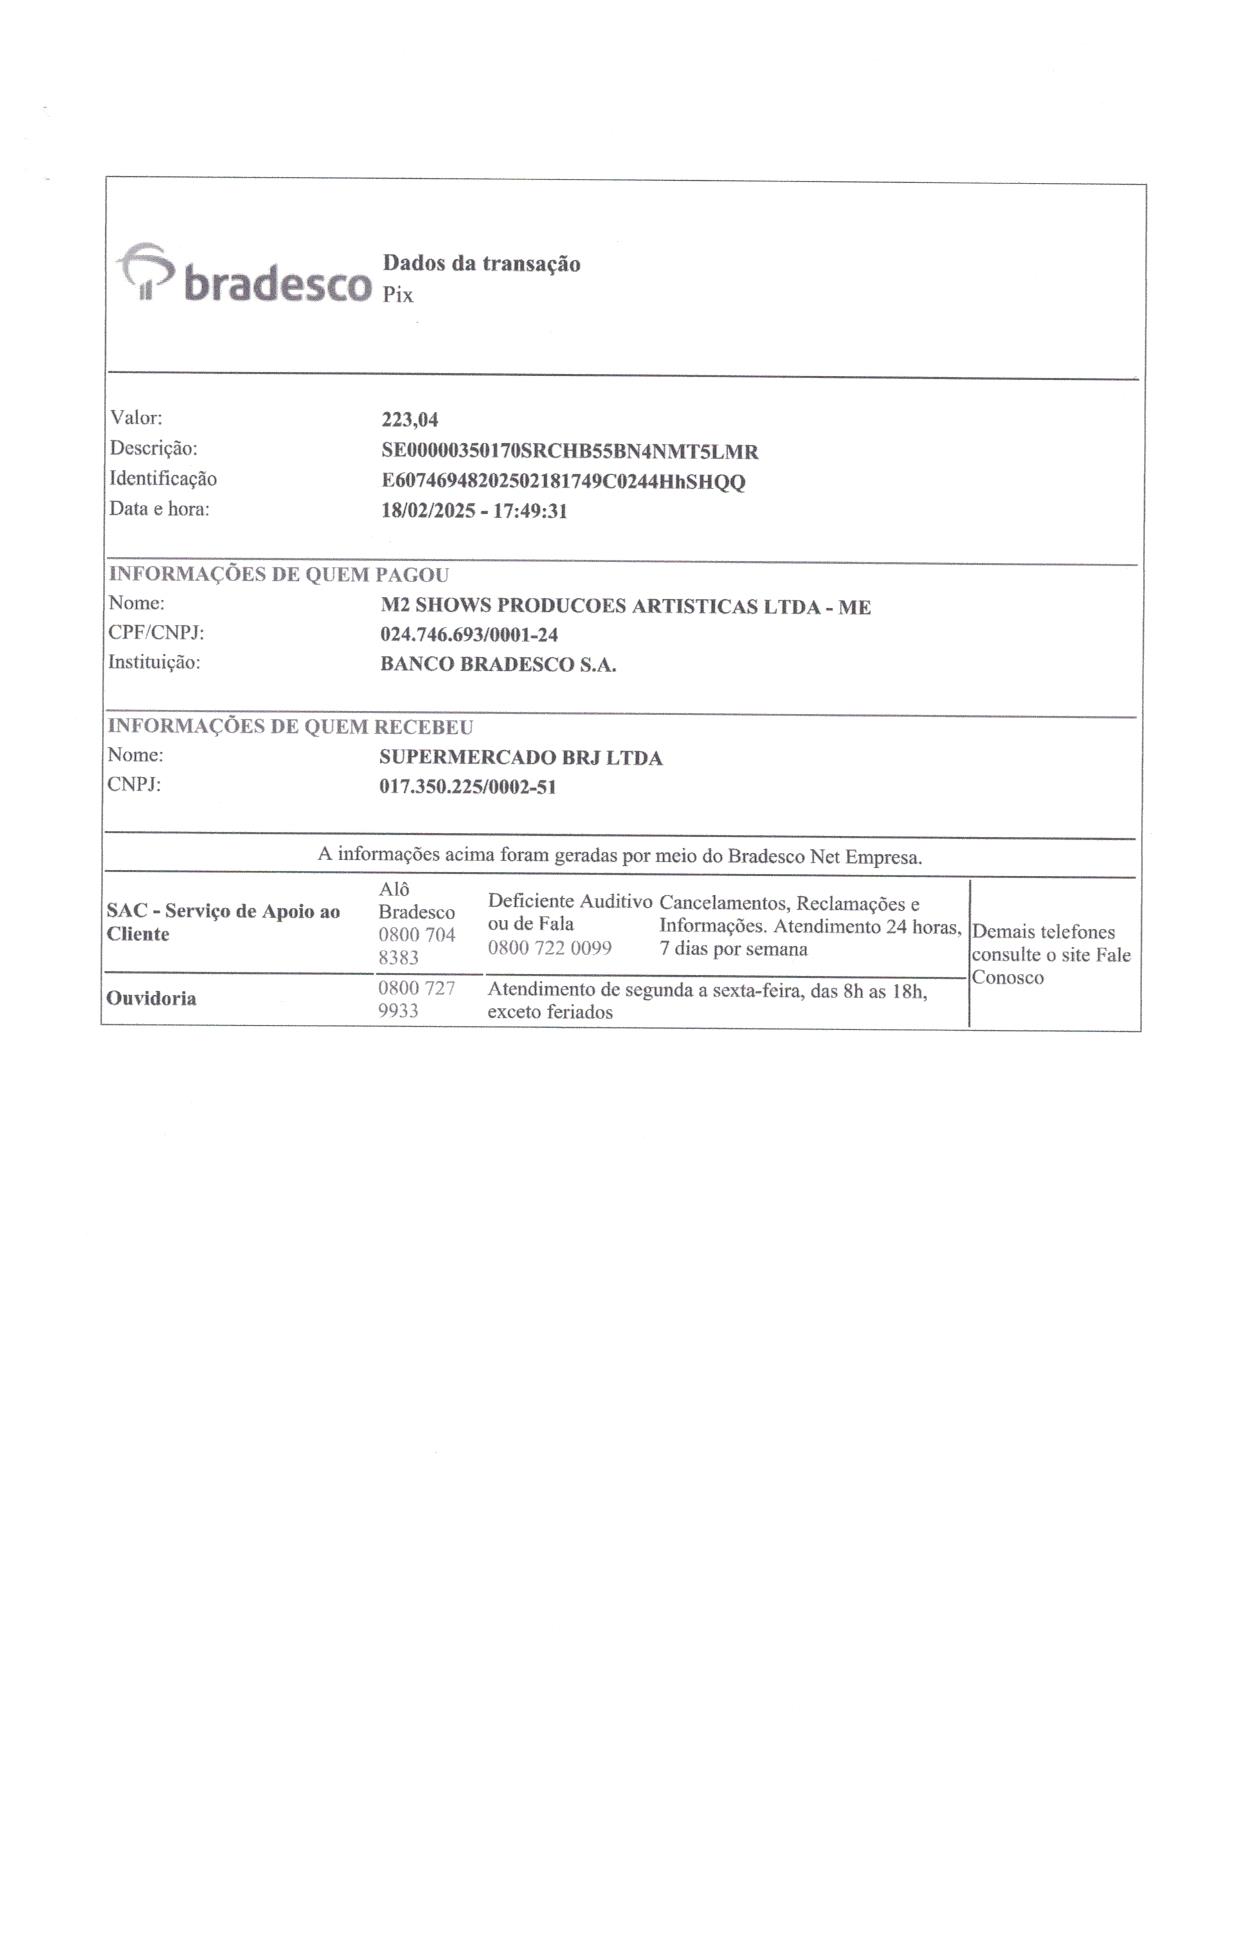 bradesco
Dados da transação
Pix
Valor: 223,04
Descrição: SE00000350170SRCHB55BN4NMT5LMR
Identificação E60746948202502181749C0244HhSHQQ
Data e hora: 18/02/2025 - 17:49:31
INFORMAÇÕES DE QUEM PAGOU
Nome: M2 SHOWS PRODUCOES ARTISTICAS LTDA - ME
CPF/CNPJ: 024.746.693/0001-24
Instituição: BANCO BRADESCO S.A.
INFORMAÇÕES DE QUEM RECEBEU
Nome: SUPERMERCADO BRJ LTDA
CNPJ: 017.350.225/0002-51
A informações acima foram geradas por meio do Bradesco Net Empresa.
SAC - Serviço de Apoio ao
Cliente
Alô
Bradesco
0800 704
8383
Deficiente Auditivo
ou de Fala
0800 722 0099
Cancelamentos, Reclamações e
Informações. Atendimento 24 horas,
7 dias por semana
Demais telefones
consulte o site Fale
Conosco
Ouvidoria
0800 727
9933
Atendimento de segunda a sexta-feira, das 8h as 18h,
exceto feriados